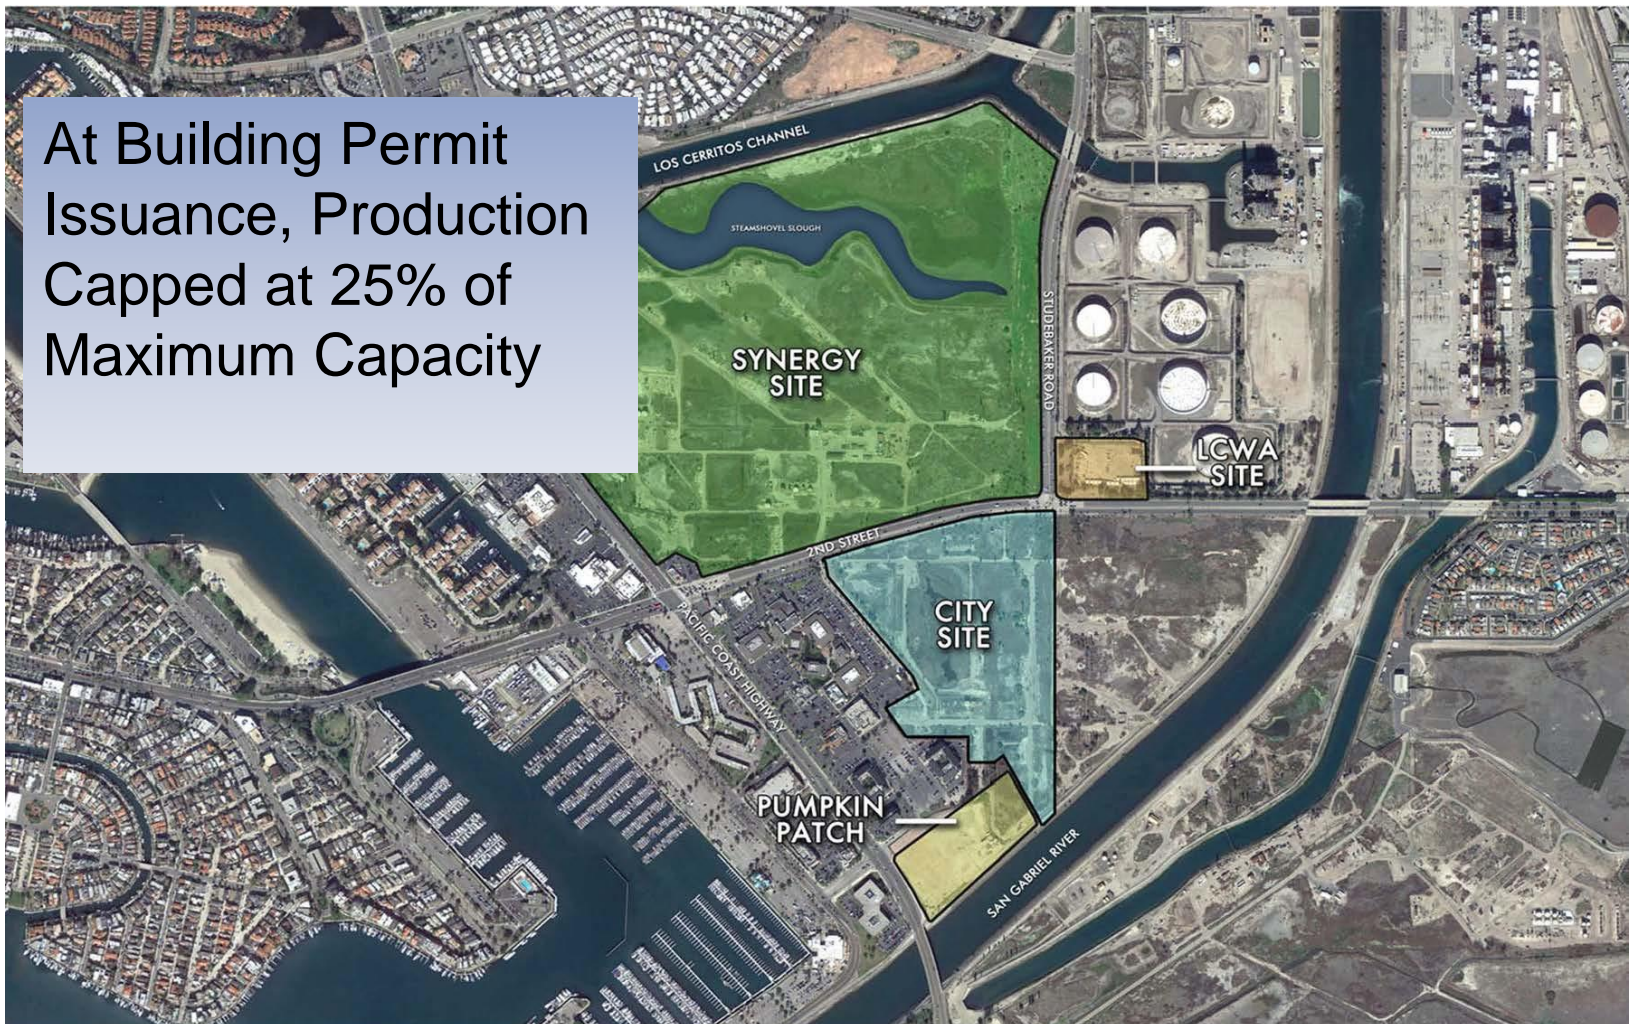 At Building Permit
Issuance, Production
Capped at 25% of
Maximum Capacity
LOS CERRITOS CHANNEL
STEAMSHOVEL SLOUGH
SYNERGY
SITE
STUDEBAKER ROAD
LCWA
SITE
2ND STREET
CITY
SITE
PACIFIC COAST HIGHWAY
PUMPKIN
PATCH
SAN GABRIEL RIVER